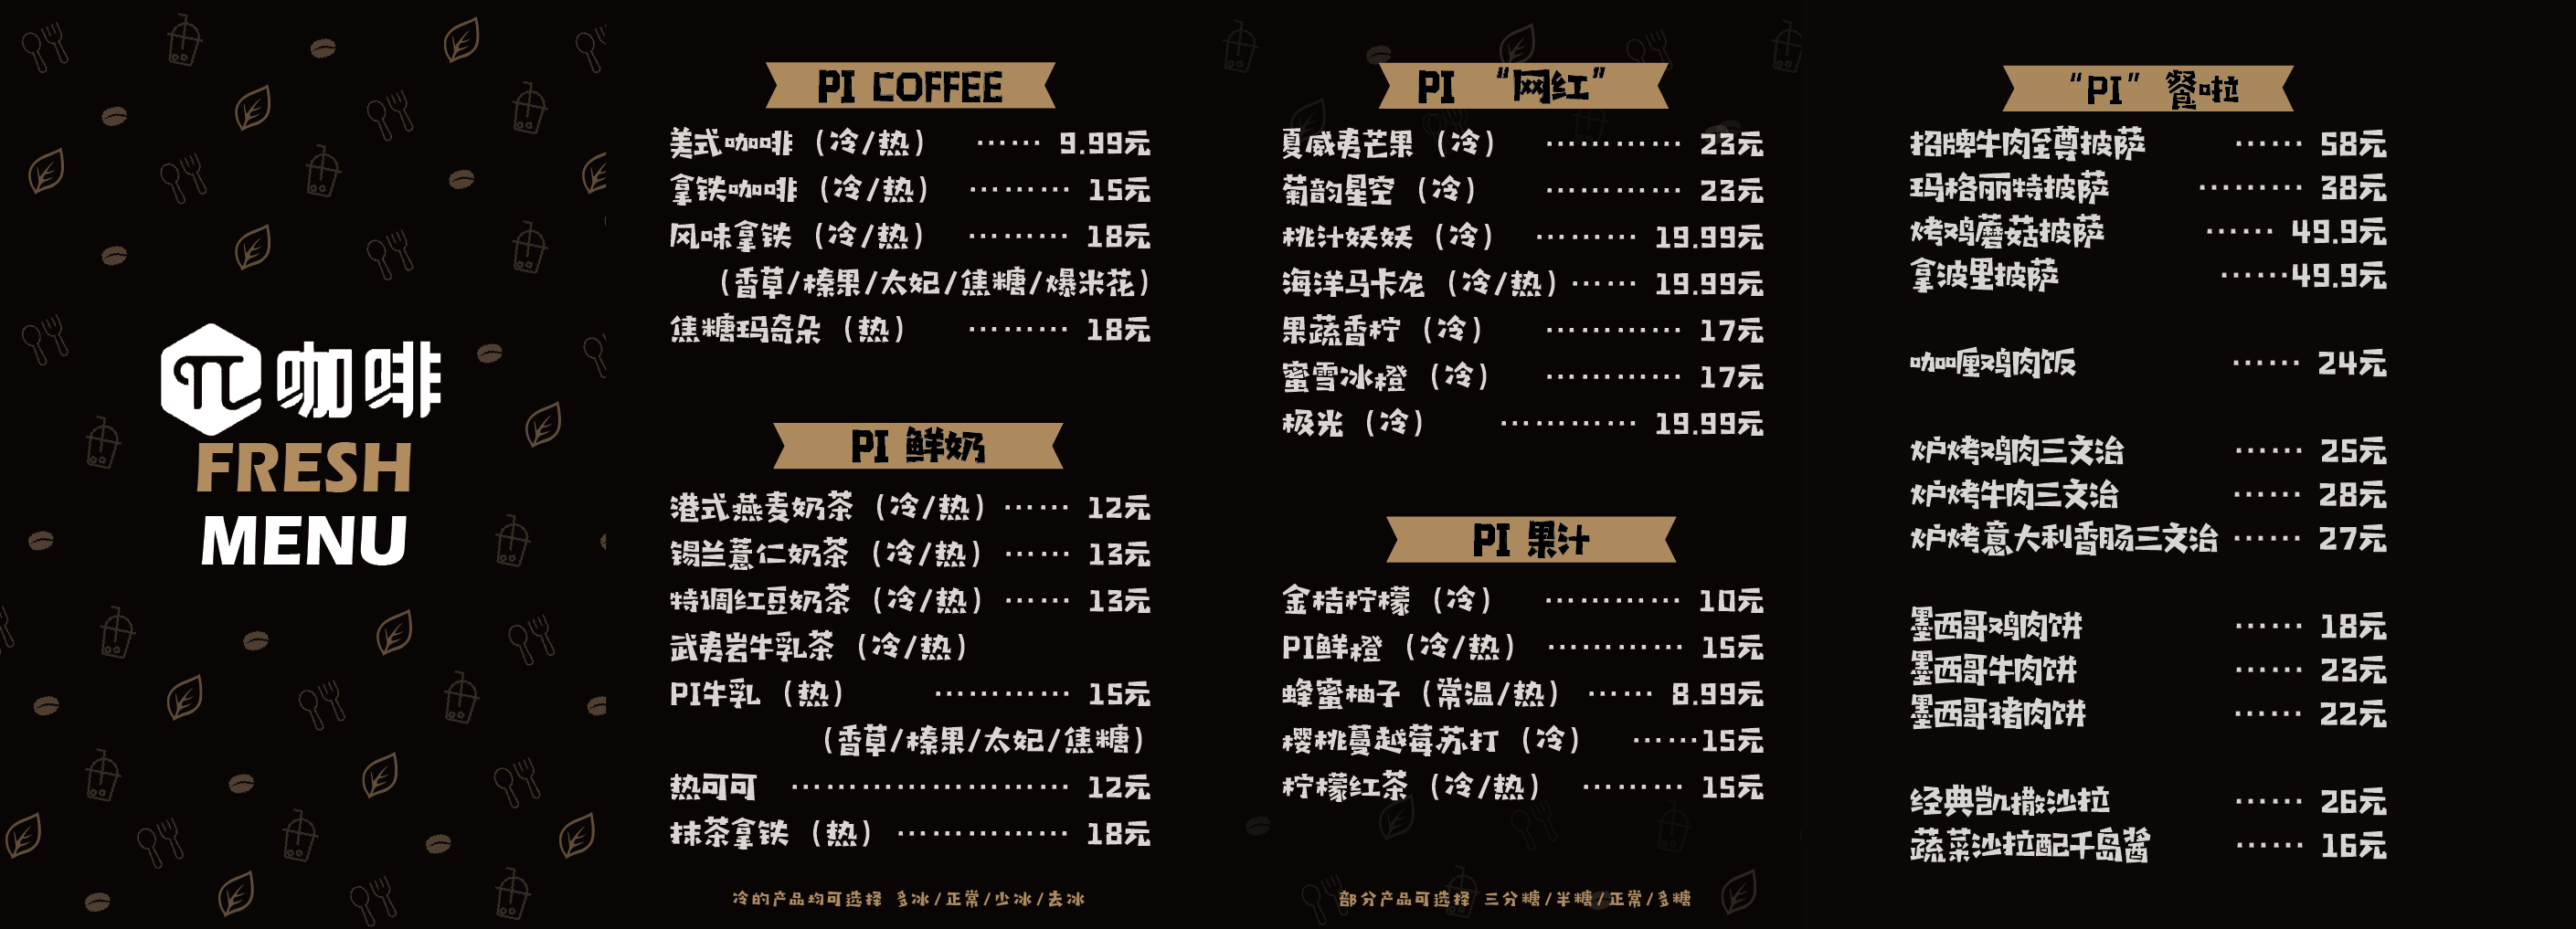 π咖啡
FRESH
MENU
PI COFFEE
美式咖啡（冷/热） …… 9.99元
拿铁咖啡（冷/热） ……… 15元
风味拿铁（冷/热） ……… 18元
（香草/榛果/太妃/焦糖/爆米花）
焦糖玛奇朵（热） ……… 18元
PI 鲜奶
港式燕麦奶茶（冷/热）…… 12元
锡兰薏仁奶茶（冷/热）…… 13元
特调红豆奶茶（冷/热）…… 13元
武夷岩牛乳茶（冷/热）
PI牛乳（热） ………… 15元
（香草/榛果/太妃/焦糖）
热可可 ……………………… 12元
抹茶拿铁（热） …………… 18元
冷的产品均可选择 多冰/正常/少冰/去冰
PI “网红”
夏威夷芒果（冷） ………… 23元
菊韵星空（冷） ………… 23元
桃汁妖妖（冷） ……… 19.99元
海洋马卡龙（冷/热）…… 19.99元
果蔬香柠（冷） ………… 17元
蜜雪冰橙（冷） ………… 17元
极光（冷） ………… 19.99元
PI 果汁
金桔柠檬（冷） ………… 10元
PI鲜橙（冷/热） ………… 15元
蜂蜜柚子（常温/热） …… 8.99元
樱桃蔓越莓苏打（冷） ……15元
柠檬红茶（冷/热） ……… 15元
部分产品可选择 三分糖/半糖/正常/多糖
“PI” 餐啦
招牌牛肉至尊披萨 …… 58元
玛格丽特披萨 ……… 38元
烤鸡蘑菇披萨 …… 49.9元
拿波里披萨 ……49.9元
咖喱鸡肉饭 …… 24元
炉烤鸡肉三文治 …… 25元
炉烤牛肉三文治 …… 28元
炉烤意大利香肠三文治 …… 27元
墨西哥鸡肉饼 …… 18元
墨西哥牛肉饼 …… 23元
墨西哥猪肉饼 …… 22元
经典凯撒沙拉 …… 26元
蔬菜沙拉配千岛酱 …… 16元